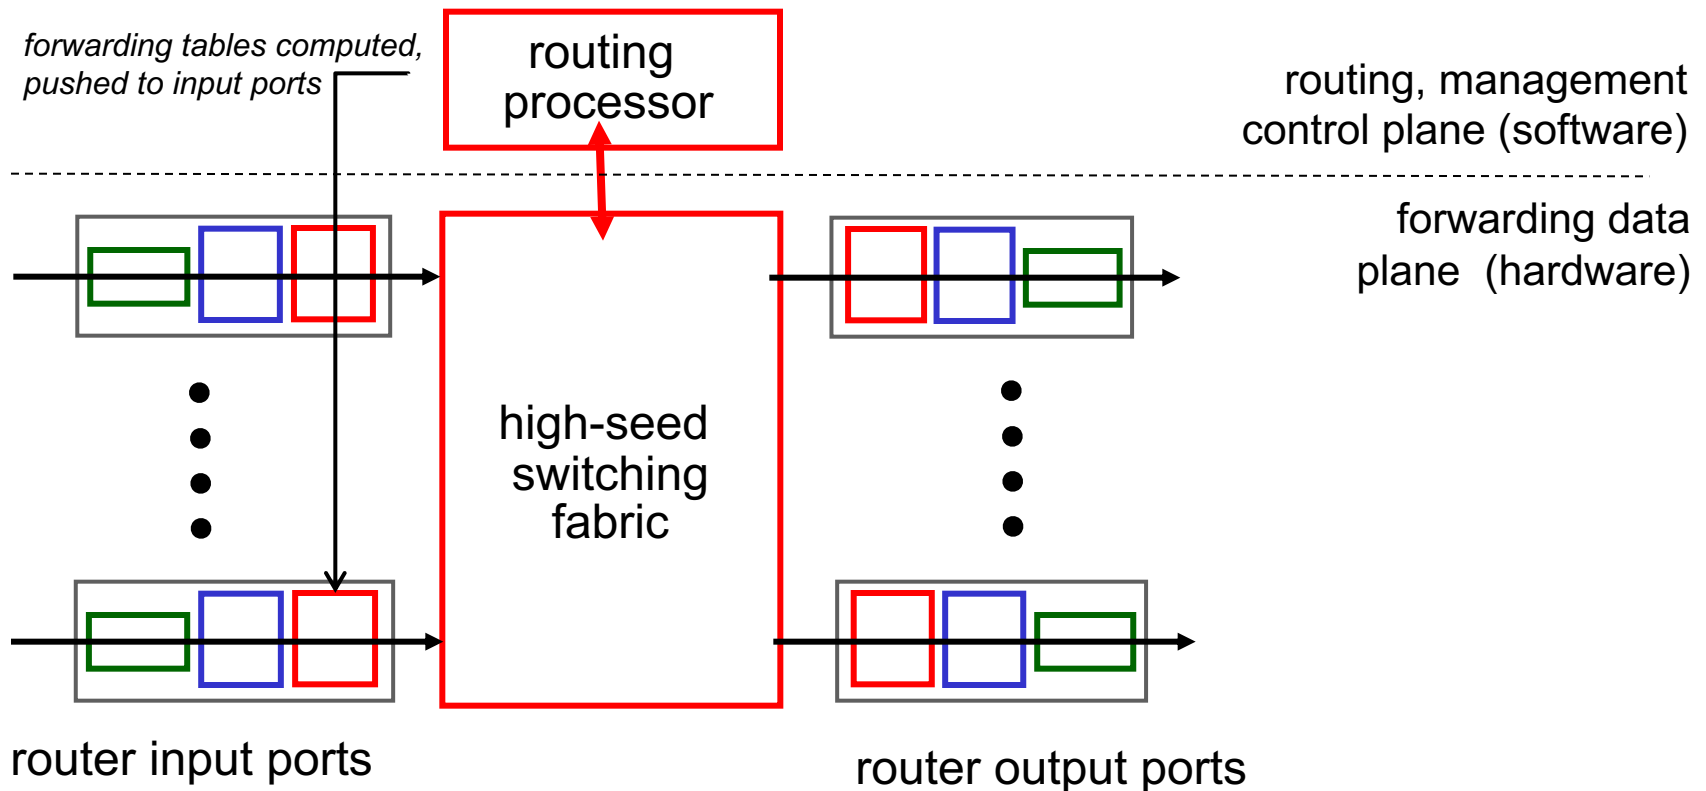 forwarding tables computed,
pushed to input ports
routing
processor
routing, management
control plane (software)
forwarding data
plane (hardware)
high-seed
switching
fabric
router input ports
router output ports